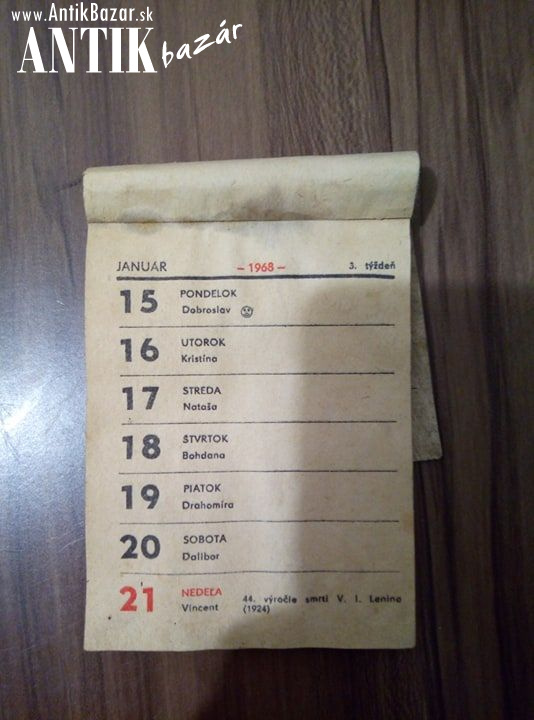 www.AntikBazar.sk
ANTIK bazár
JANUÁR – 1968 – 3. týždeň
15 PONDELOK
Dobroslav
16 UTOROK
Kristína
17 STREDA
Nataša
18 ŠTVRTOK
Bohdana
19 PIATOK
Drahomíra
20 SOBOTA
Dalibor
21 NEDEĽA
Vincent 44. výročie smrti V. I. Lenina
(1924)